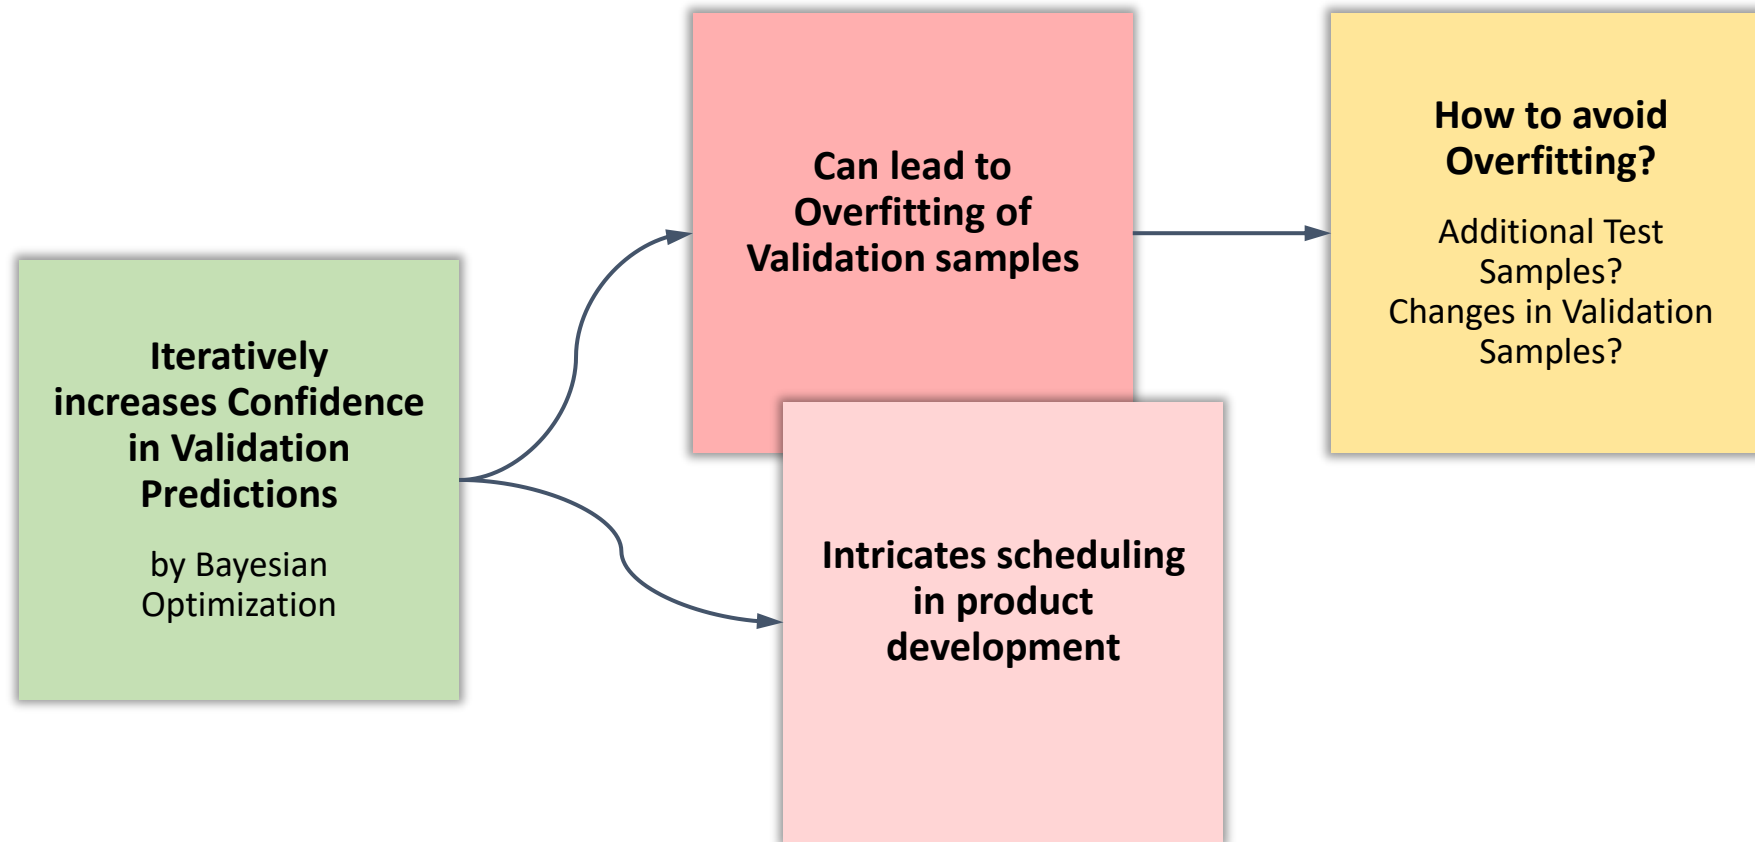 Iteratively
increases Confidence
in Validation
Predictions
by Bayesian
Optimization
Can lead to
Overfitting of
Validation samples
Intricates scheduling
in product
development
How to avoid
Overfitting?
Additional Test
Samples?
Changes in Validation
Samples?